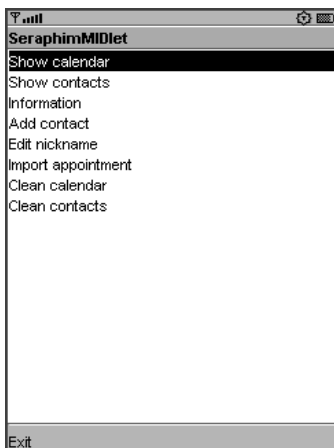 SeraphimMIDlet
Show calendar
Show contacts
Information
Add contact
Edit nickname
Import appointment
Clean calendar
Clean contacts
Exit